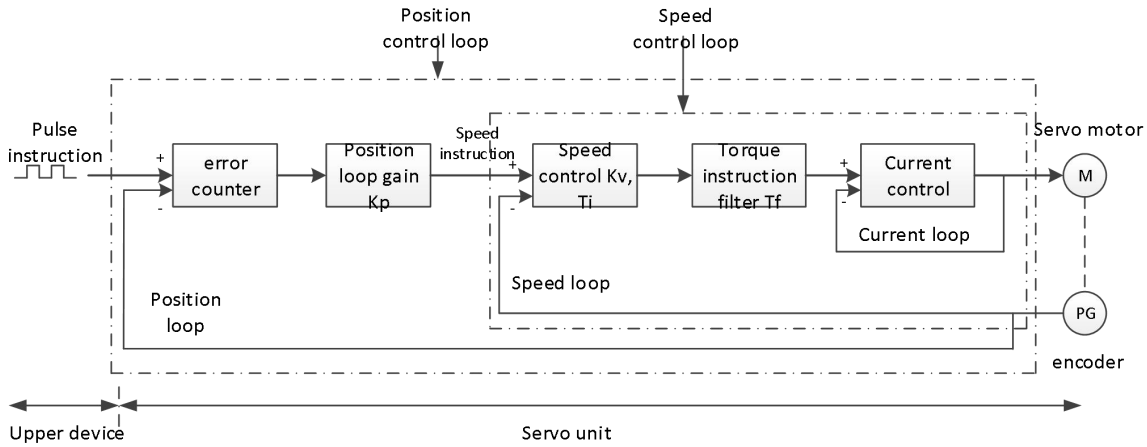 Position
control loop
Speed
control loop
Pulse
instruction
Speed
instruction
Servo motor
+
error
counter
-
Position
loop gain
Kp
+
Speed
control Kv,
Ti
-
Torque
instruction
filter Tf
+
Current
control
-
M
Current loop
Speed loop
Position
loop
PG
encoder
Upper device
Servo unit